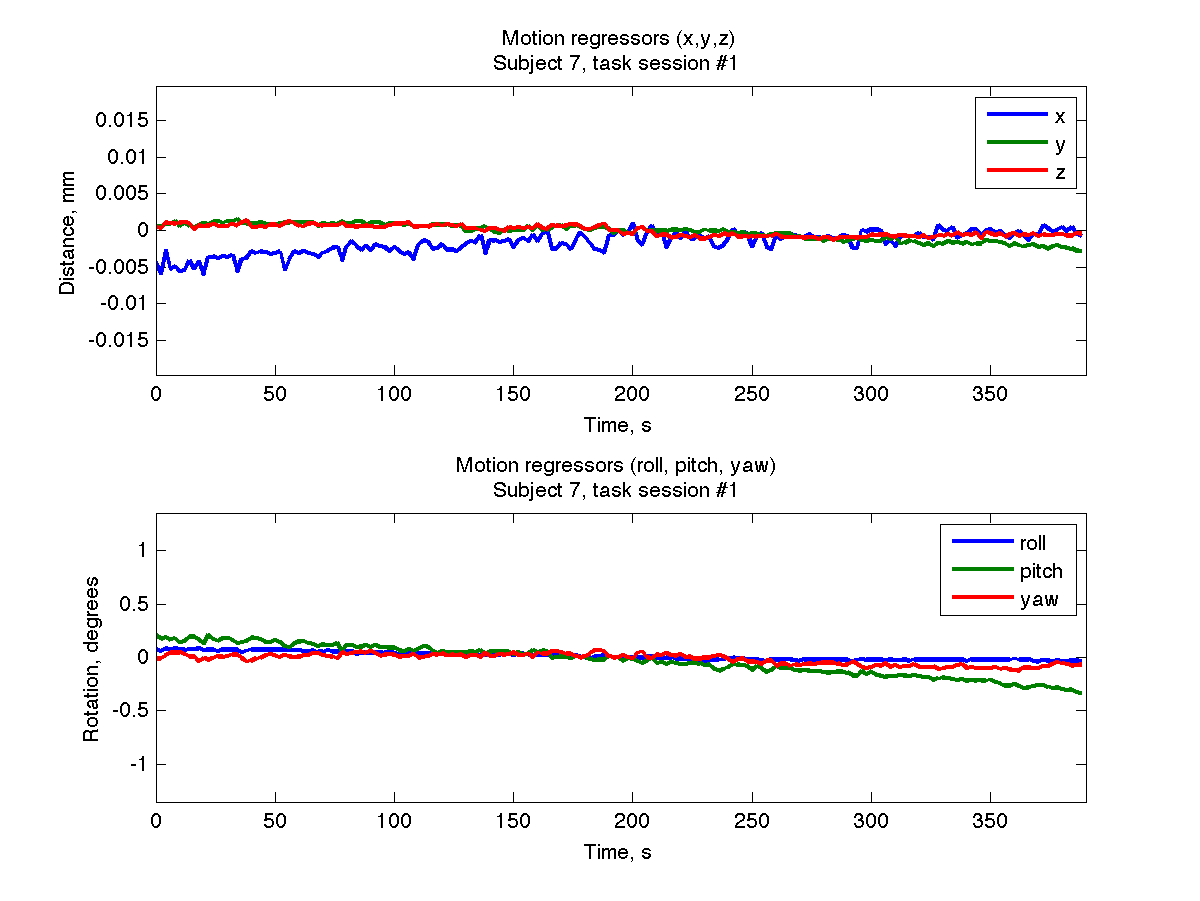 Motion regressors (x,y,z)
Subject 7, task session #1
0.015
0.01
0.005
0
-0.005
-0.01
-0.015
Distance, mm
x
y
z
0 50 100 150 200 250 300 350
Time, s
Motion regressors (roll, pitch, yaw)
Subject 7, task session #1
1
0.5
0
-0.5
-1
Rotation, degrees
roll
pitch
yaw
0 50 100 150 200 250 300 350
Time, s